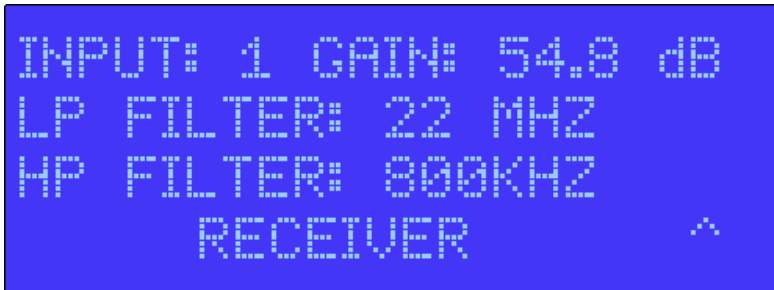 INPUT: 1 GAIN: 54.8 dB
LP FILTER: 22 MHZ
HP FILTER: 800KHZ
RECEIVER ^